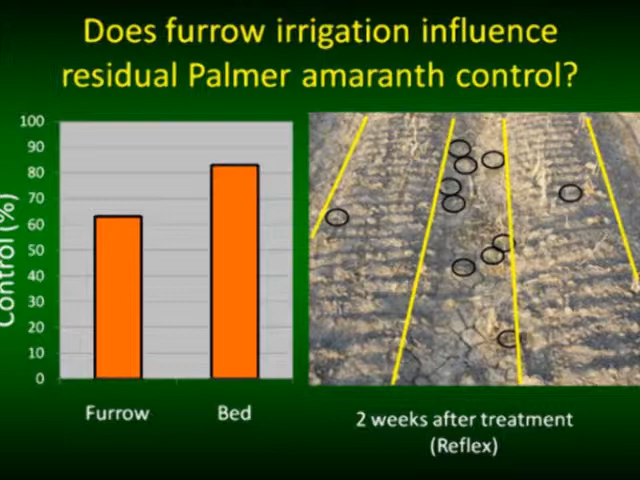 Does furrow irrigation influence
residual Palmer amaranth control?
Control (%)
100
90
80
70
60
50
40
30
20
10
0
Furrow
Bed
2 weeks after treatment
(Reflex)